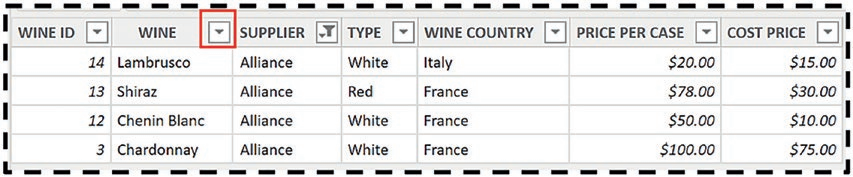 WINE ID WINE SUPPLIER TYPE WINE COUNTRY PRICE PER CASE COST PRICE
14 Lambrusco Alliance White Italy $20.00 $15.00
13 Shiraz Alliance Red France $78.00 $30.00
12 Chenin Blanc Alliance White France $50.00 $10.00
3 Chardonnay Alliance White France $100.00 $75.00